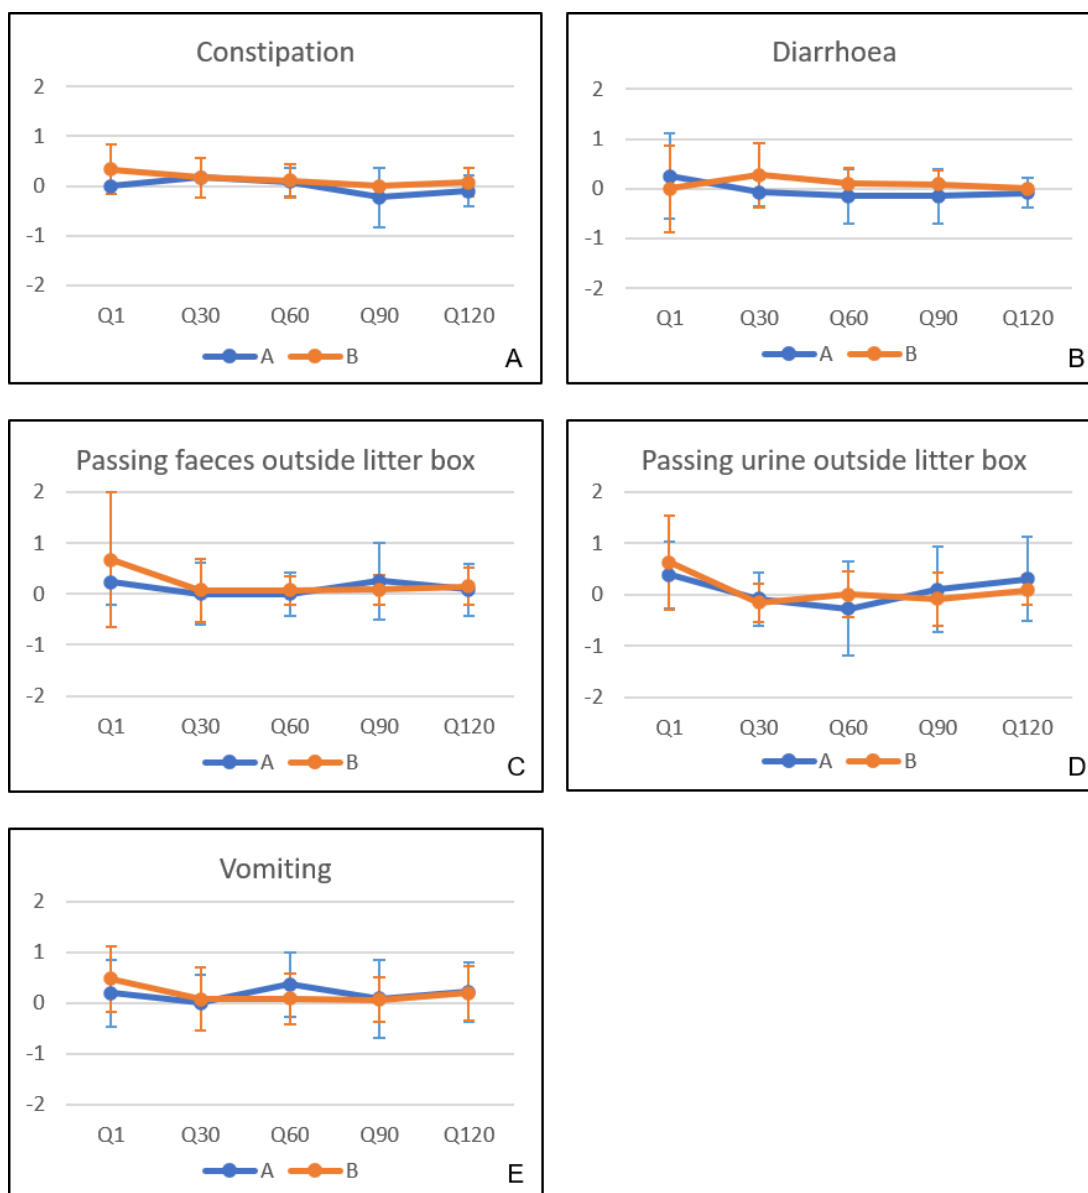 Constipation
2
1
0
-1
-2
Q1 Q30 Q60 Q90 Q120
A B
A
Diarrhoea
2
1
0
-1
-2
Q1 Q30 Q60 Q90 Q120
A B
B
Passing faeces outside litter box
2
1
0
-1
-2
Q1 Q30 Q60 Q90 Q120
A B
C
Passing urine outside litter box
2
1
0
-1
-2
Q1 Q30 Q60 Q90 Q120
A B
D
Vomiting
2
1
0
-1
-2
Q1 Q30 Q60 Q90 Q120
A B
E